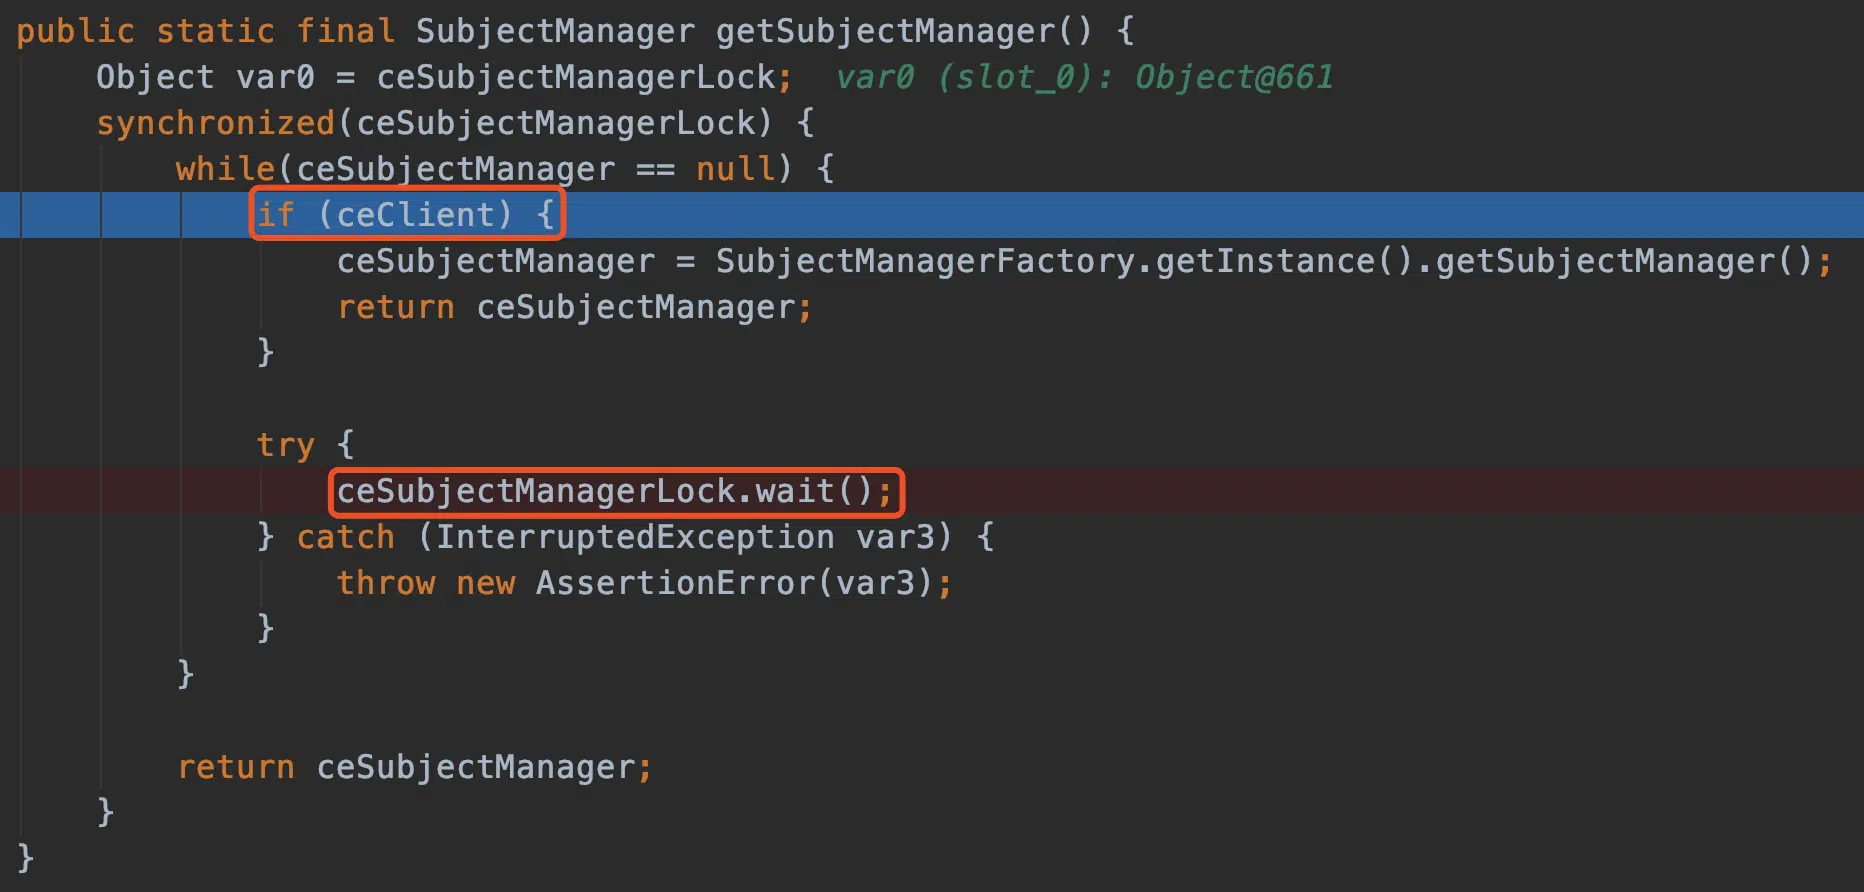 public static final SubjectManager getSubjectManager() {
    Object var0 = ceSubjectManagerLock;  var0 (slot_0): Object@661
    synchronized(ceSubjectManagerLock) {
        while(ceSubjectManager == null) {
            if (ceClient) {
                ceSubjectManager = SubjectManagerFactory.getInstance().getSubjectManager();
                return ceSubjectManager;
            }

            try {
                ceSubjectManagerLock.wait();
            } catch (InterruptedException var3) {
                throw new AssertionError(var3);
            }
        }

        return ceSubjectManager;
    }
}